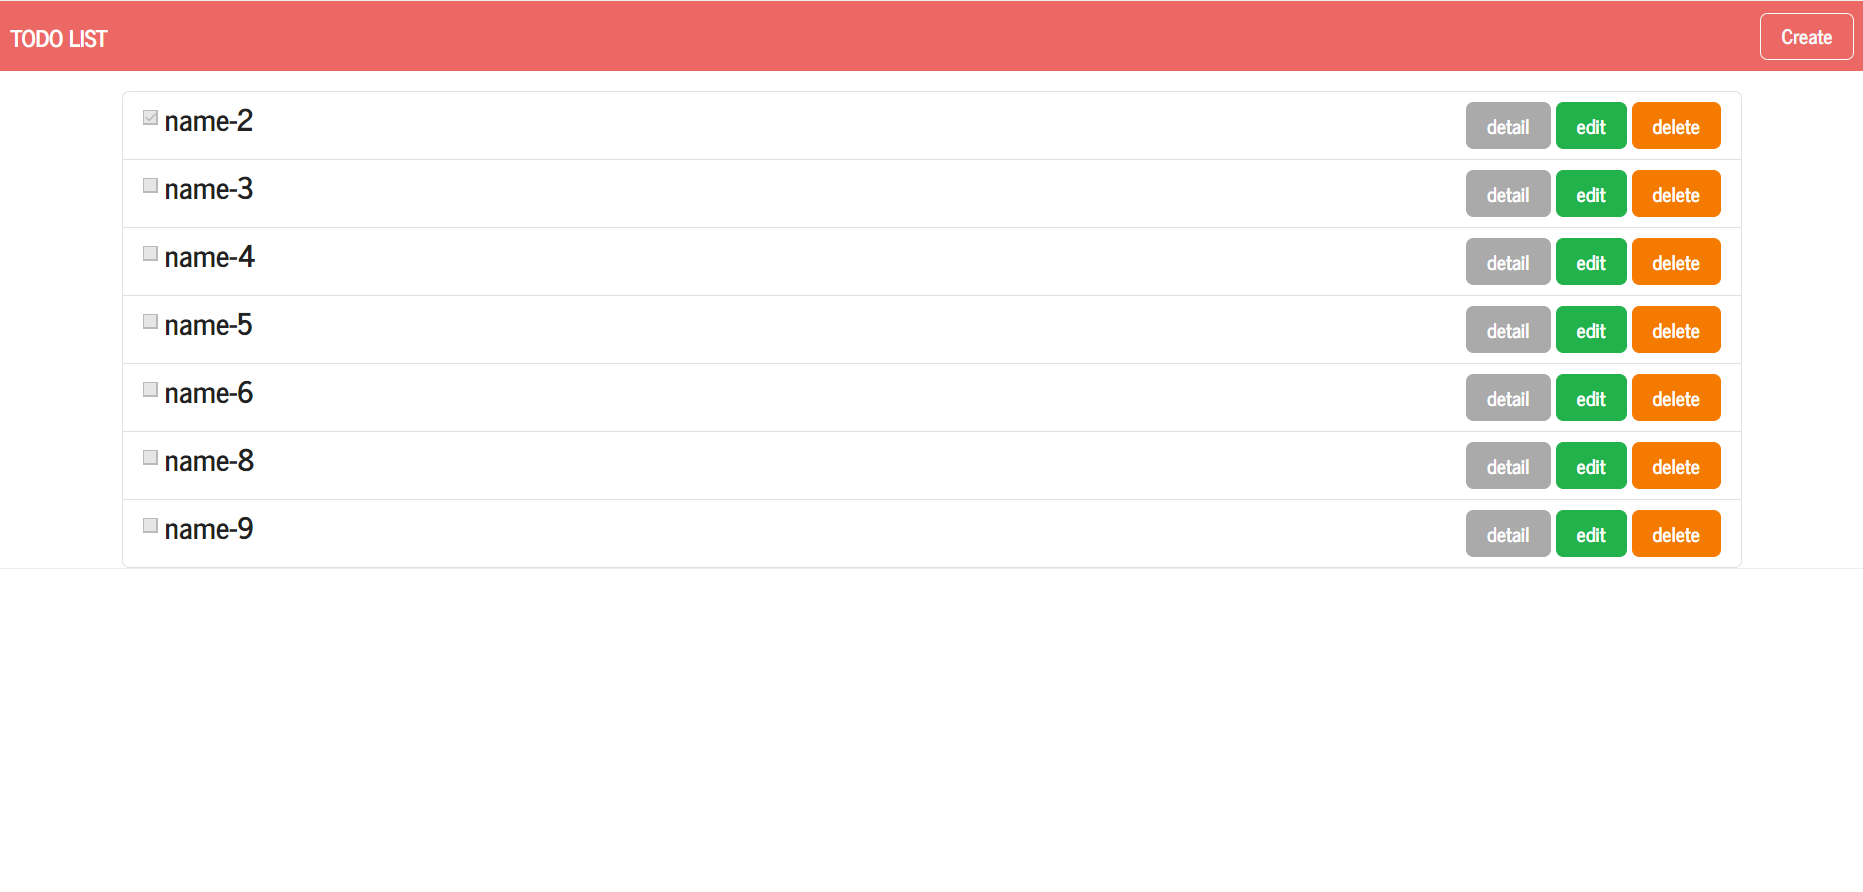 TODO LIST Create
name-2 detail edit delete
name-3 detail edit delete
name-4 detail edit delete
name-5 detail edit delete
name-6 detail edit delete
name-8 detail edit delete
name-9 detail edit delete